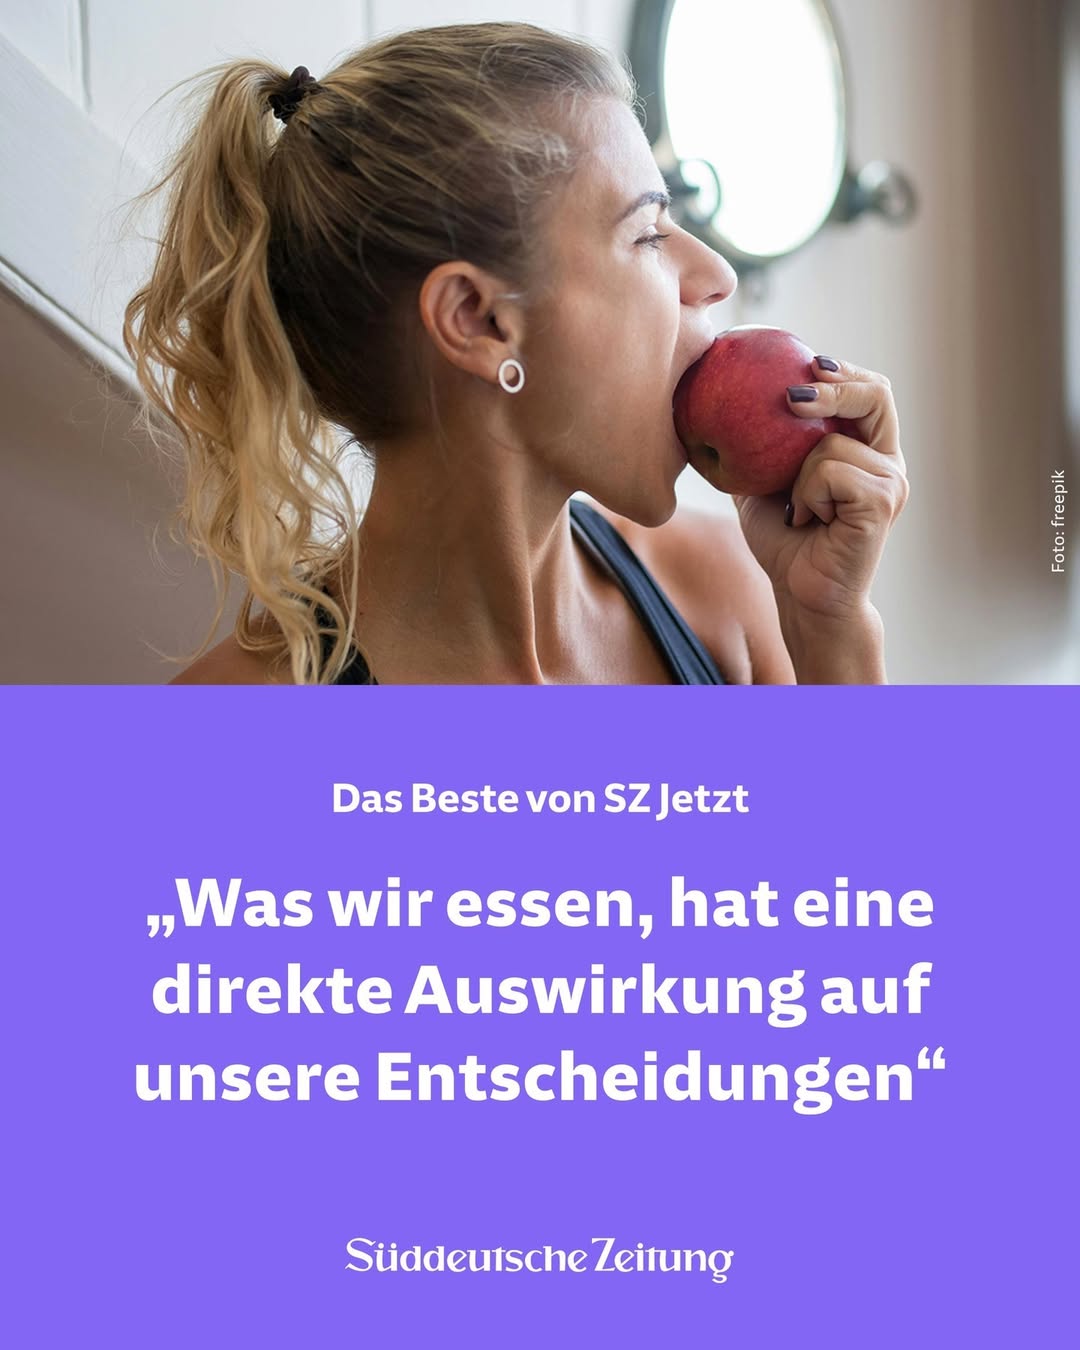 Foto: freepik
Das Beste von SZ Jetzt
„Was wir essen, hat eine
direkte Auswirkung auf
unsere Entscheidungen“
Süddeutsche Zeitung